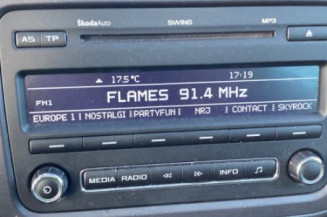 ŠkodaAuto SWING MP3
AS TP
17.5°C 17:19
FM1 FLAMES 91.4 MHz
EUROPE 1 | NOSTALGI | PARTYFUN | NRJ | CONTACT | SKYROCK
MEDIA RADIO INFO